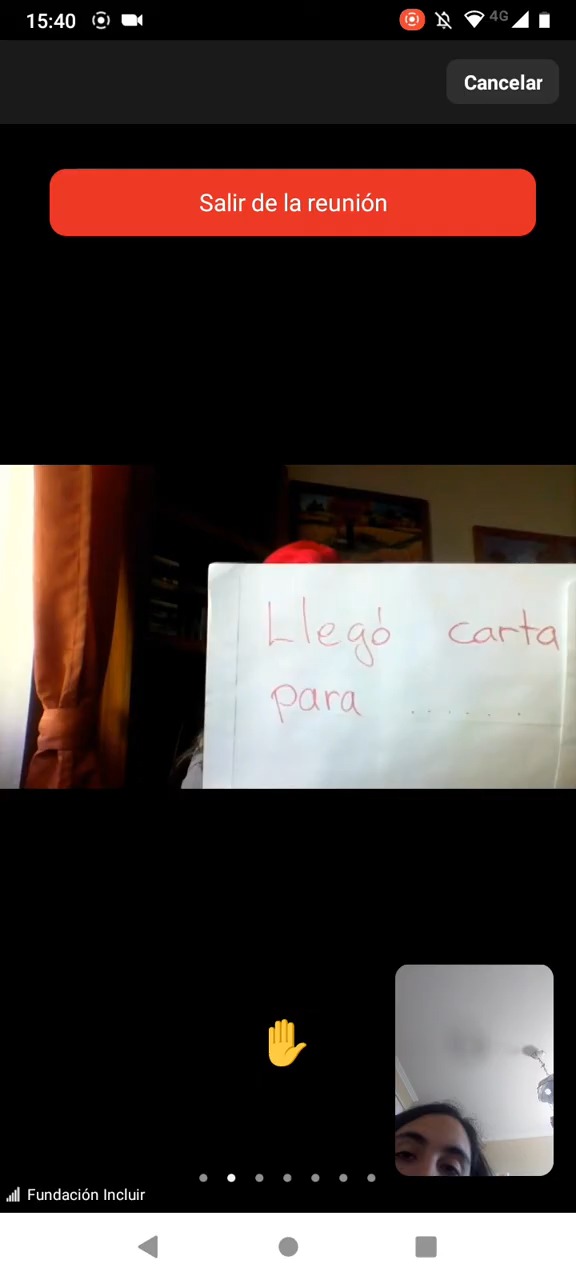 15:40
4G
Cancelar
Salir de la reunión
Llegó carta
para ......
Fundación Incluir